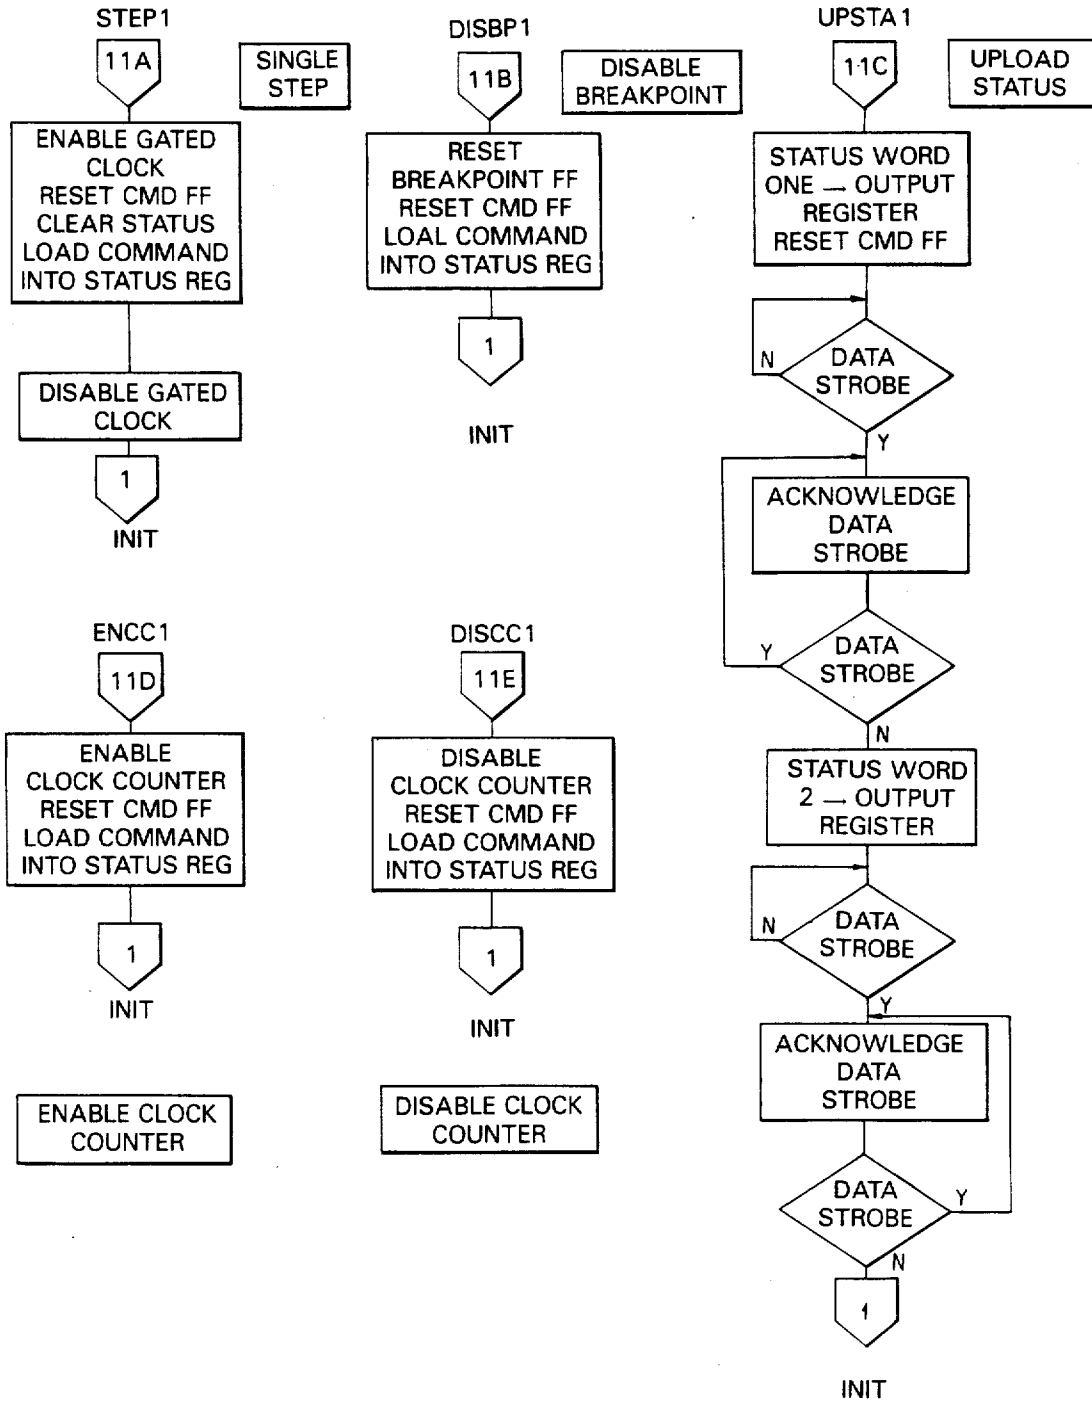 STEP1
11A
SINGLE
STEP
ENABLE GATED
CLOCK
RESET CMD FF
CLEAR STATUS
LOAD COMMAND
INTO STATUS REG
DISABLE GATED
CLOCK
1
INIT
DISBP1
11B
DISABLE
BREAKPOINT
RESET
BREAKPOINT FF
RESET CMD FF
LOAL COMMAND
INTO STATUS REG
1
INIT
UPSTA1
11C
UPLOAD
STATUS
STATUS WORD
ONE → OUTPUT
REGISTER
RESET CMD FF
DATA
STROBE
N
Y
ACKNOWLEDGE
DATA
STROBE
DATA
STROBE
Y
N
STATUS WORD
2 → OUTPUT
REGISTER
DATA
STROBE
N
Y
ACKNOWLEDGE
DATA
STROBE
DATA
STROBE
Y
N
1
INIT
ENCC1
11D
ENABLE
CLOCK COUNTER
RESET CMD FF
LOAD COMMAND
INTO STATUS REG
1
INIT
ENABLE CLOCK
COUNTER
DISCC1
11E
DISABLE
CLOCK COUNTER
RESET CMD FF
LOAD COMMAND
INTO STATUS REG
1
INIT
DISABLE CLOCK
COUNTER